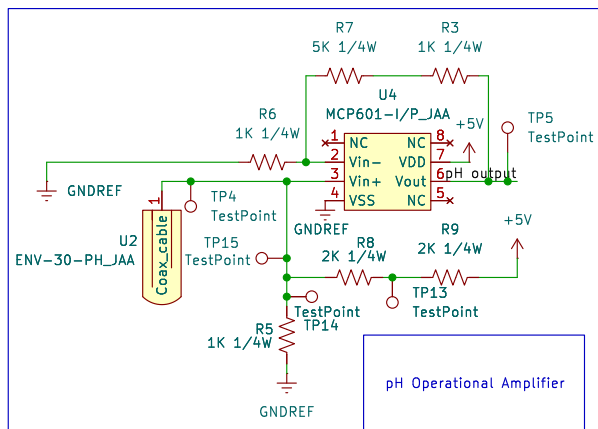 R7
5K 1/4W
R3
1K 1/4W
U4
MCP601-I/P_JAA
R6
1K 1/4W
+5V
TP5
TestPoint
1
NC
NC
8
2
Vin-
VDD
7
3
Vin+
Vout
6
pH output
4
VSS
NC
5
GNDREF
1
TP4
TestPoint
GNDREF
+5V
U2
ENV-30-PH_JAA
Coax_cable
TP15
TestPoint
R8
2K 1/4W
R9
2K 1/4W
TP13
TestPoint
TestPoint
TP14
R5
1K 1/4W
GNDREF
pH Operational Amplifier